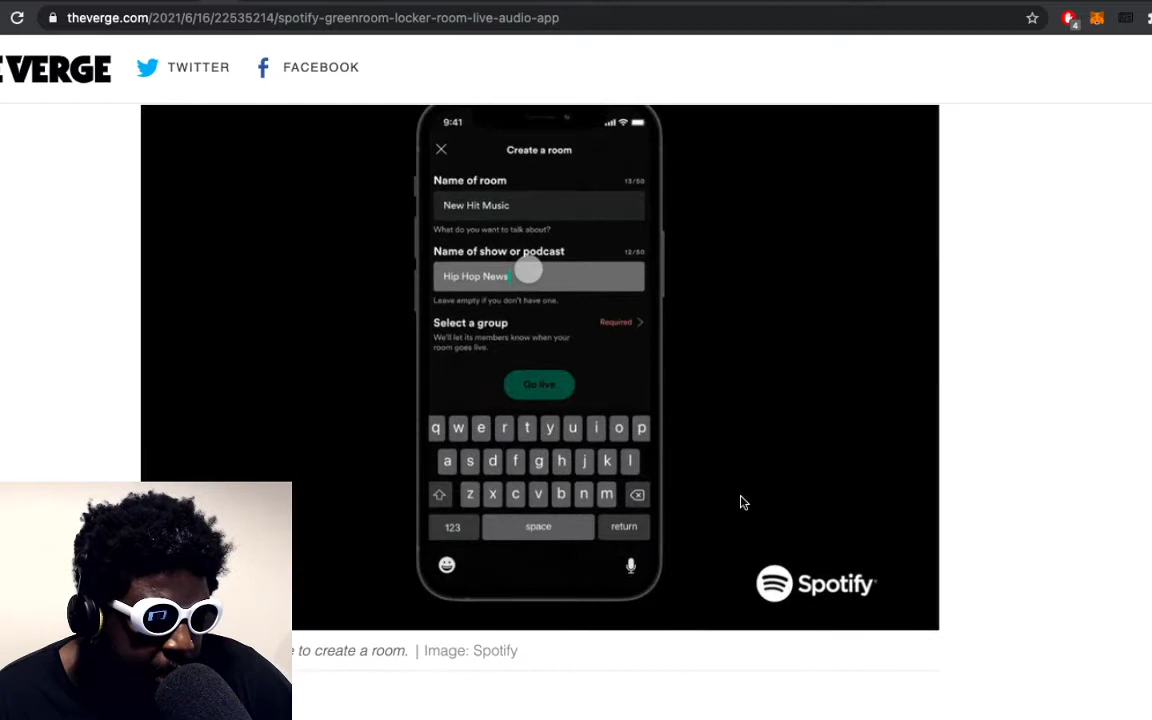 theverge.com/2021/6/16/22535214/spotify-greenroom-locker-room-live-audio-app
4
VERGE
TWITTER
FACEBOOK
9:41
Create a room
Name of room
13/50
New Hit Music
What do you want to talk about?
Name of show or podcast
12/50
Hip Hop News
Leave empty if you don't have one.
Select a group
Required
We'll let its members know when your
room goes live.
Go live
q w e r t y u i o p
a s d f g h j k l
z x c v b n m
123 space return
Spotify
e to create a room. | Image: Spotify